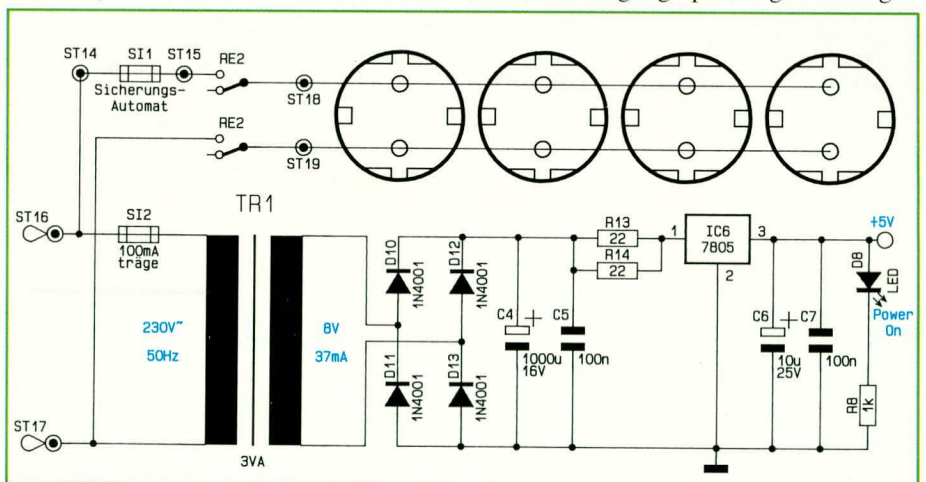 ST14
SI1
ST15
RE2
Sicherungs-
Automat
ST18
RE2
ST19
TR1
ST16
SI2
100mA
träge
230V~
50Hz
8V
37mA
3VA
ST17
D10
1N4001
D12
1N4001
D11
1N4001
D13
1N4001
C4
+
1000u
16V
C5
100n
R13
22
R14
22
1
IC6
7805
3
2
+5V
C6
+
10u
25V
C7
100n
D8
LED
Power
On
R8
1k